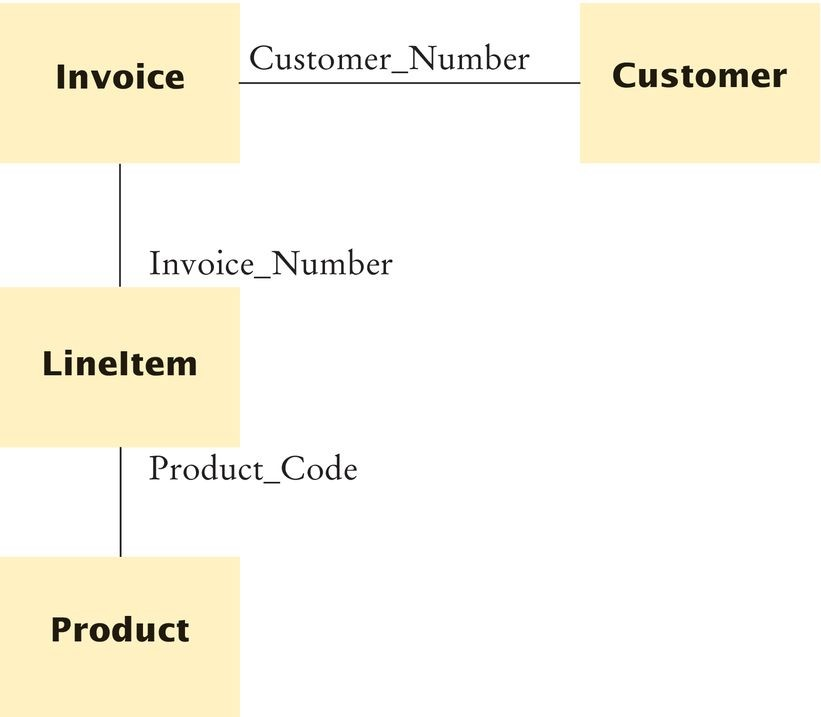 Invoice
Customer_Number
Customer
Invoice_Number
LineItem
Product_Code
Product